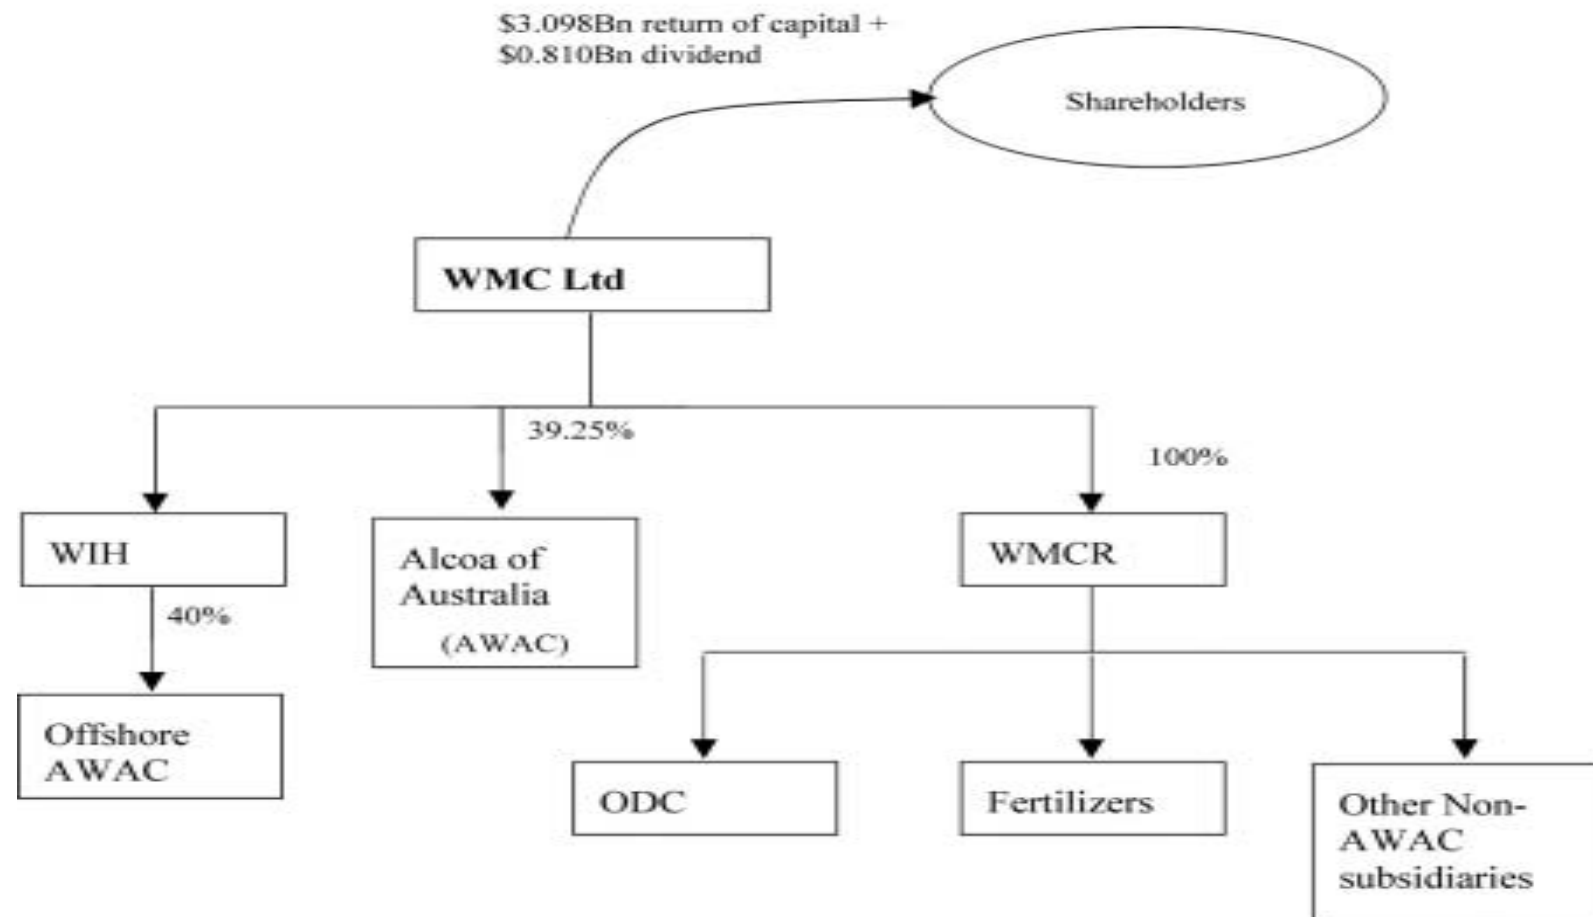 $3.098Bn return of capital +
$0.810Bn dividend
Shareholders
WMC Ltd
39.25%
100%
WIH
Alcoa of
Australia
(AWAC)
WMCR
40%
Offshore
AWAC
ODC
Fertilizers
Other Non-
AWAC
subsidiaries